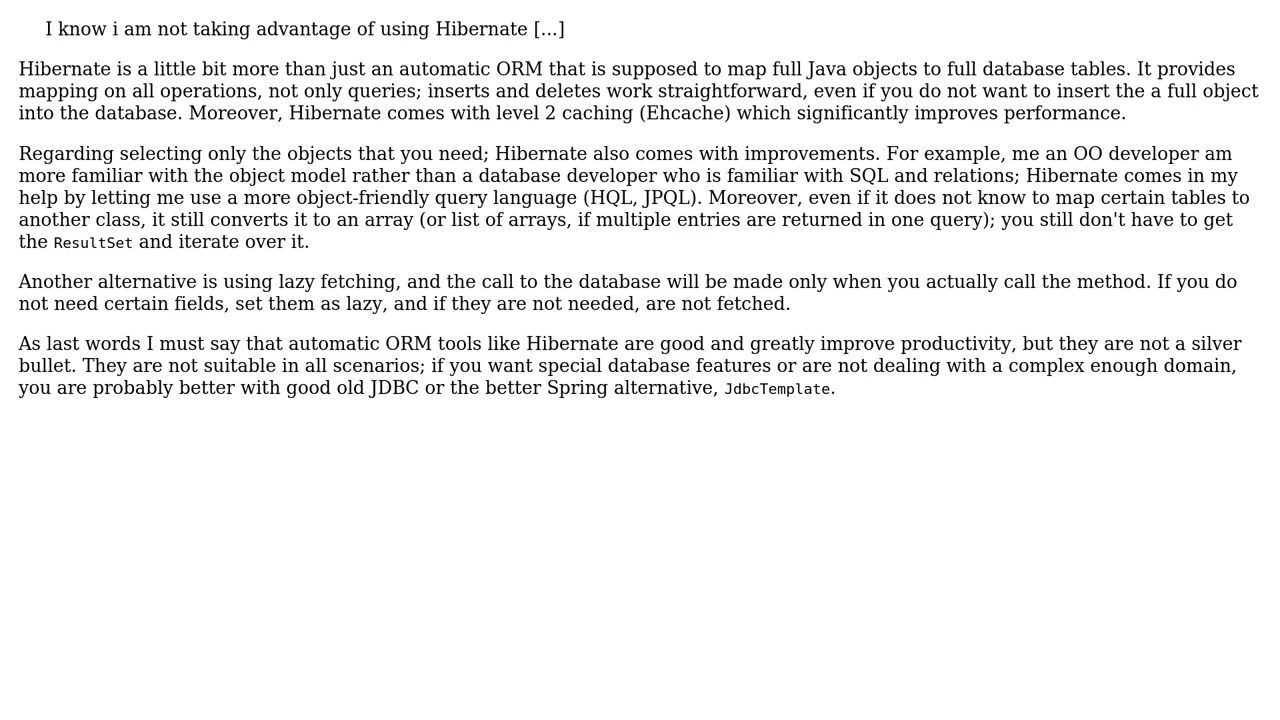 I know i am not taking advantage of using Hibernate [...]
Hibernate is a little bit more than just an automatic ORM that is supposed to map full Java objects to full database tables. It provides
mapping on all operations, not only queries; inserts and deletes work straightforward, even if you do not want to insert the a full object
into the database. Moreover, Hibernate comes with level 2 caching (Ehcache) which significantly improves performance.
Regarding selecting only the objects that you need; Hibernate also comes with improvements. For example, me an OO developer am
more familiar with the object model rather than a database developer who is familiar with SQL and relations; Hibernate comes in my
help by letting me use a more object-friendly query language (HQL, JPQL). Moreover, even if it does not know to map certain tables to
another class, it still converts it to an array (or list of arrays, if multiple entries are returned in one query); you still don't have to get
the ResultSet and iterate over it.
Another alternative is using lazy fetching, and the call to the database will be made only when you actually call the method. If you do
not need certain fields, set them as lazy, and if they are not needed, are not fetched.
As last words I must say that automatic ORM tools like Hibernate are good and greatly improve productivity, but they are not a silver
bullet. They are not suitable in all scenarios; if you want special database features or are not dealing with a complex enough domain,
you are probably better with good old JDBC or the better Spring alternative, JdbcTemplate.